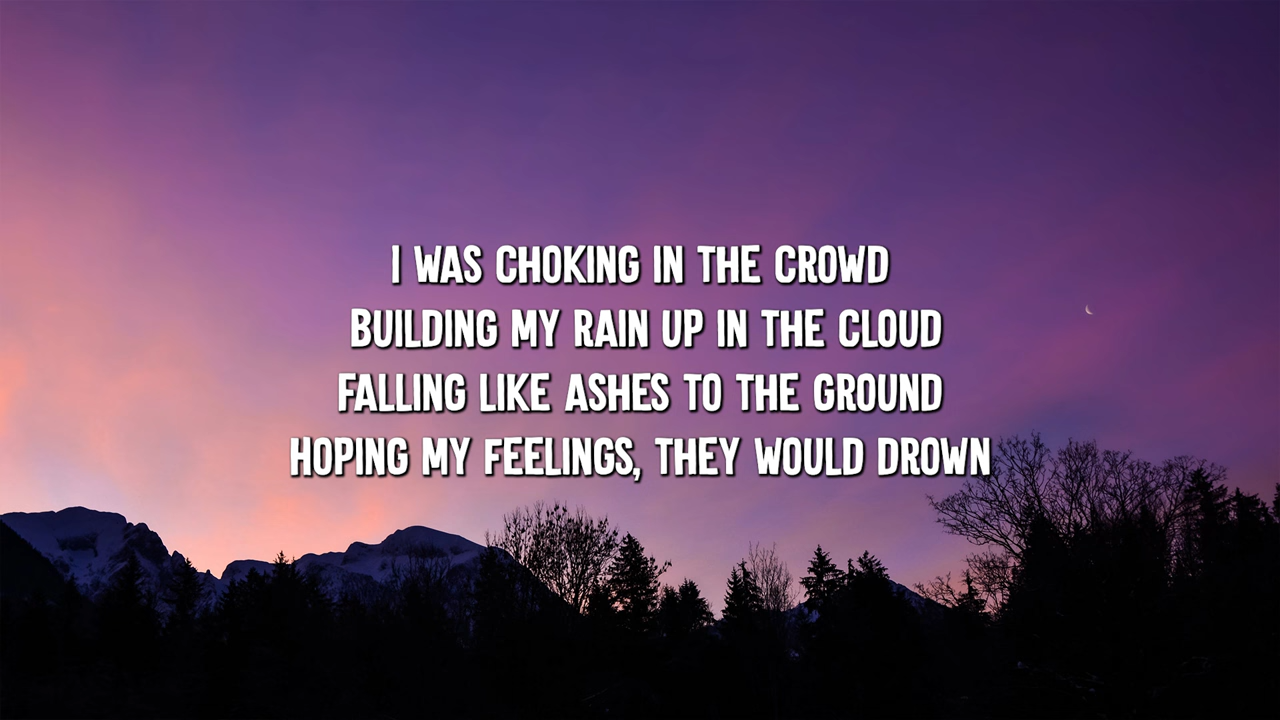 I WAS CHOKING IN THE CROWD
BUILDING MY RAIN UP IN THE CLOUD
FALLING LIKE ASHES TO THE GROUND
HOPING MY FEELINGS, THEY WOULD DROWN